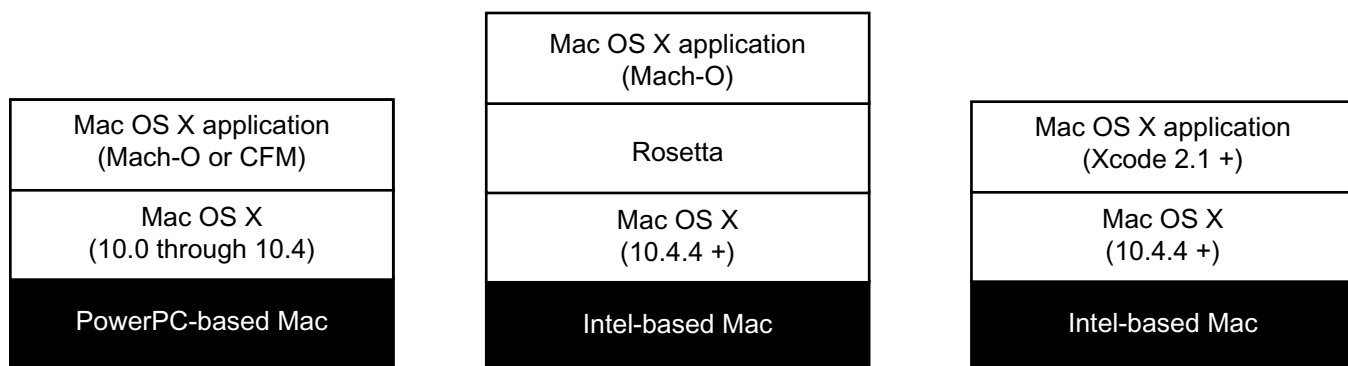 Mac OS X application
(Mach-O or CFM)
Mac OS X
(10.0 through 10.4)
PowerPC-based Mac
Mac OS X application
(Mach-O)
Rosetta
Mac OS X
(10.4.4 +)
Intel-based Mac
Mac OS X application
(Xcode 2.1 +)
Mac OS X
(10.4.4 +)
Intel-based Mac